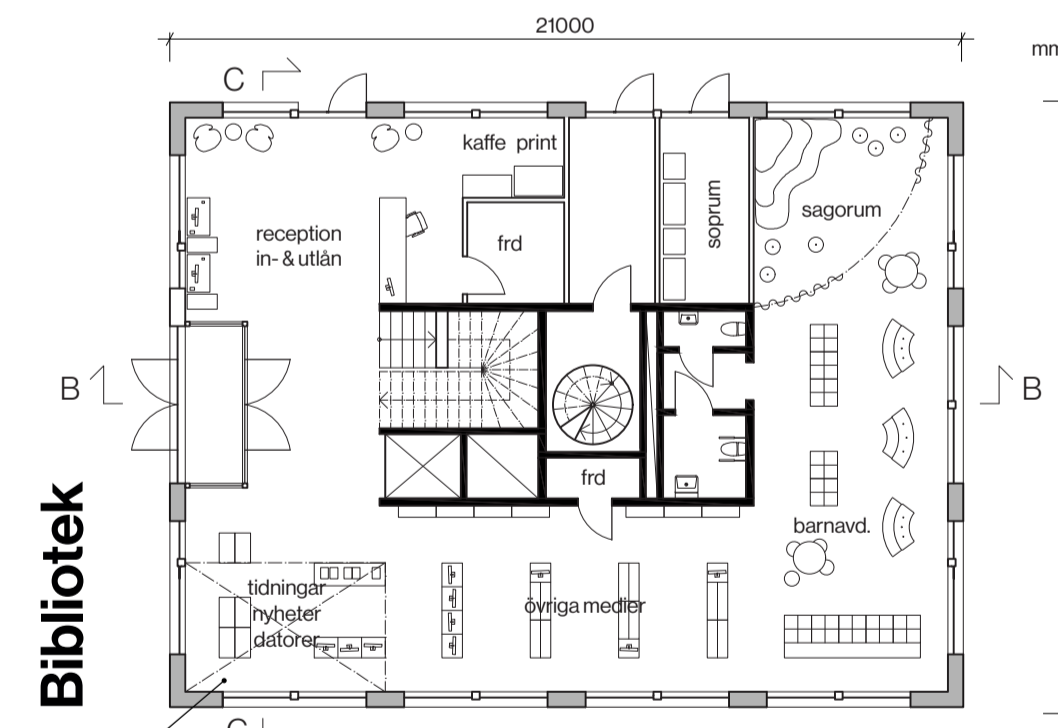 21000
mm
C
kaffe print
soprum
sagorum
reception
in- & utlån
frd
B
B
frd
barnavd.
tidningar
nyheter
datorer
övriga medier
Bibliotek
C